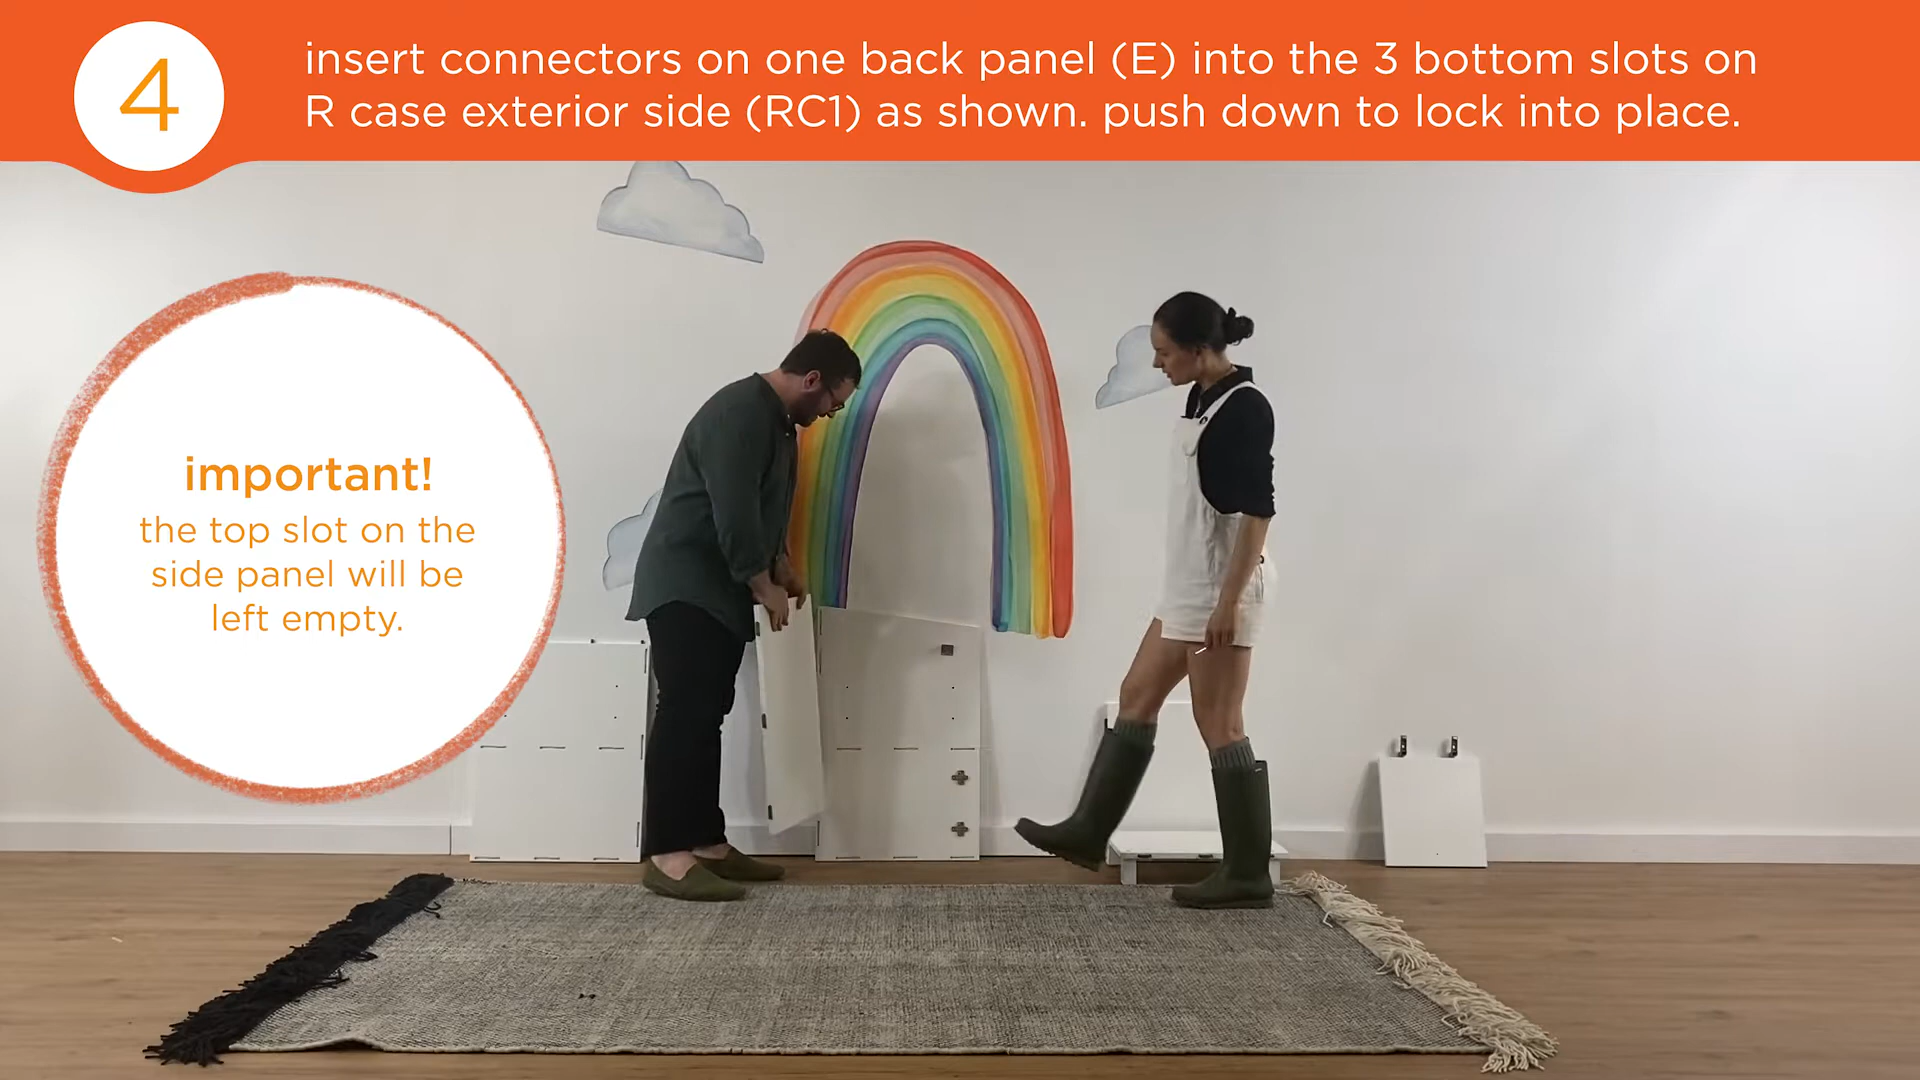 4
insert connectors on one back panel (E) into the 3 bottom slots on
R case exterior side (RC1) as shown. push down to lock into place.
important!
the top slot on the
side panel will be
left empty.